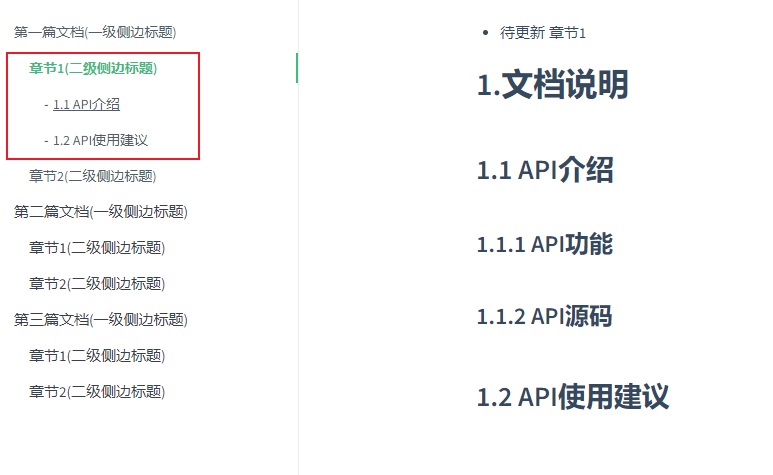 第一篇文档(一级侧边标题)
章节1(二级侧边标题)
- 1.1 API介绍
- 1.2 API使用建议
章节2(二级侧边标题)
第二篇文档(一级侧边标题)
章节1(二级侧边标题)
章节2(二级侧边标题)
第三篇文档(一级侧边标题)
章节1(二级侧边标题)
章节2(二级侧边标题)
• 待更新 章节1
1.文档说明
1.1 API介绍
1.1.1 API功能
1.1.2 API源码
1.2 API使用建议